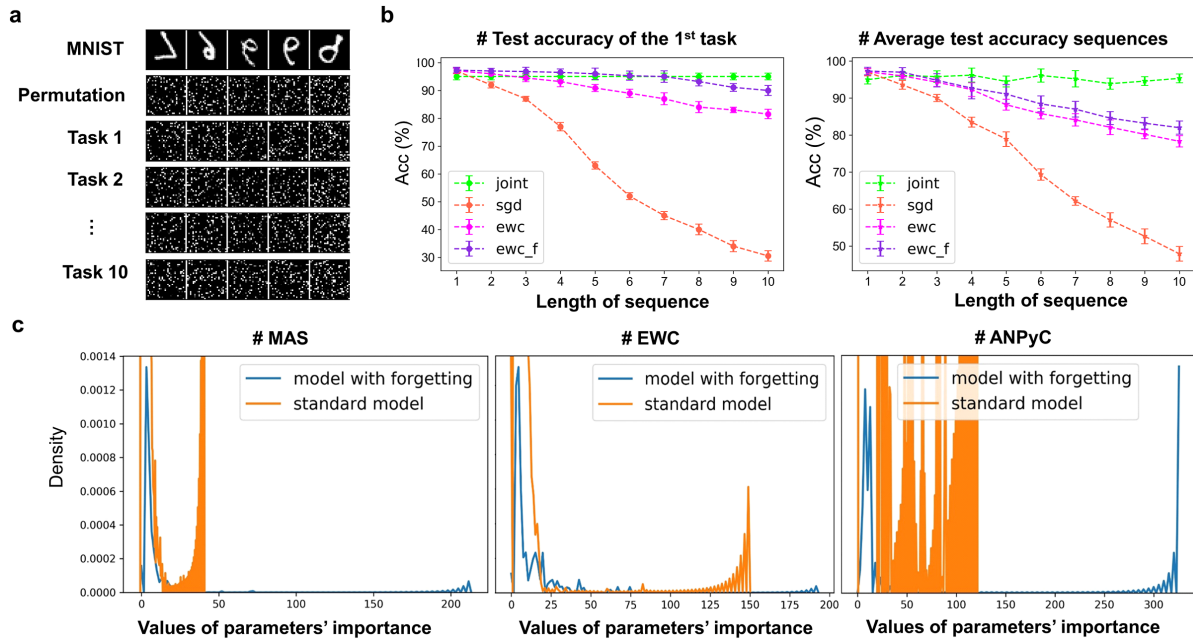 a
MNIST
Permutation
Task 1
Task 2
⋮
Task 10
b
# Test accuracy of the 1st task
Acc (%)
100
90
80
70
60
50
40
30
joint
sgd
ewc
ewc_f
1 2 3 4 5 6 7 8 9 10
Length of sequence
# Average test accuracy sequences
Acc (%)
100
90
80
70
60
50
joint
sgd
ewc
ewc_f
1 2 3 4 5 6 7 8 9 10
Length of sequence
c
# MAS
Density
0.0014
0.0012
0.0010
0.0008
0.0006
0.0004
0.0002
0.0000
model with forgetting
standard model
0 50 100 150 200
Values of parameters' importance
# EWC
model with forgetting
standard model
0 25 50 75 100 125 150 175 200
Values of parameters' importance
# ANPyC
model with forgetting
standard model
0 50 100 150 200 250 300
Values of parameters' importance